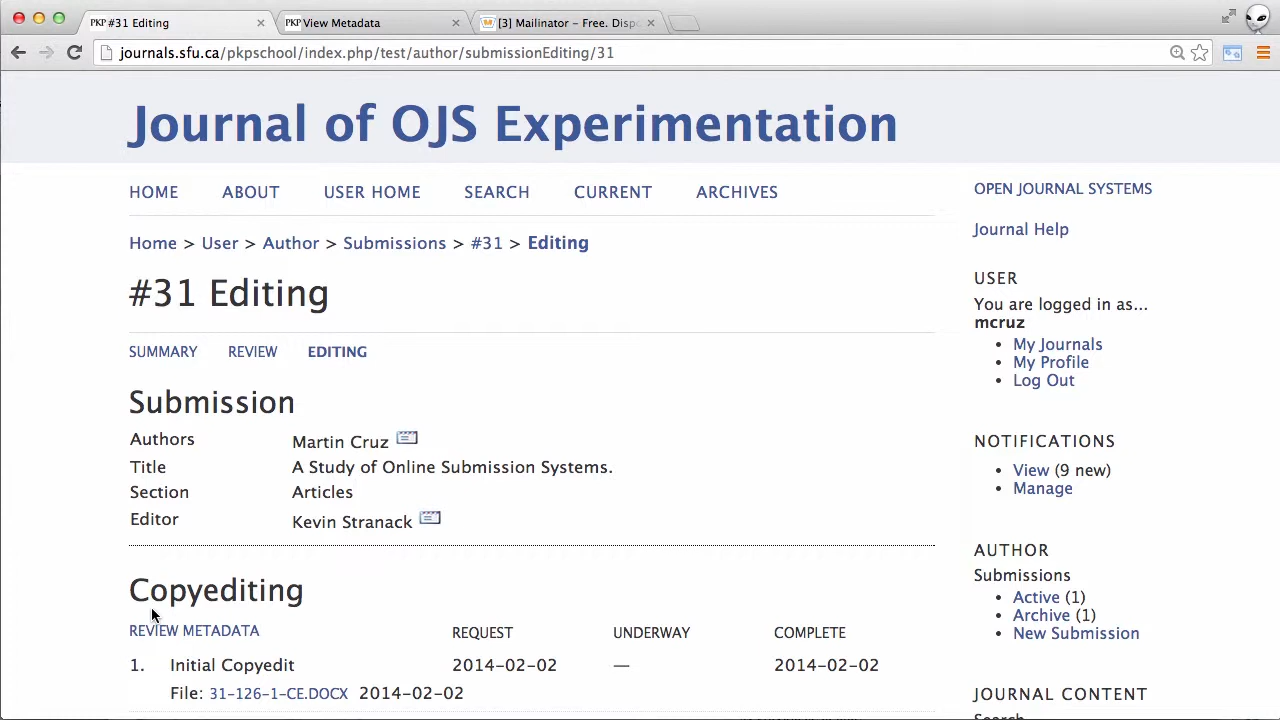 PKP #31 Editing
PKP View Metadata
[3] Mailinator – Free. Dispo
journals.sfu.ca/pkpschool/index.php/test/author/submissionEditing/31
Journal of OJS Experimentation
HOME ABOUT USER HOME SEARCH CURRENT ARCHIVES
Home > User > Author > Submissions > #31 > Editing
#31 Editing
SUMMARY REVIEW EDITING
Submission
Authors Martin Cruz
Title A Study of Online Submission Systems.
Section Articles
Editor Kevin Stranack
Copyediting
REVIEW METADATA REQUEST UNDERWAY COMPLETE
1. Initial Copyedit 2014-02-02 — 2014-02-02
File: 31-126-1-CE.DOCX 2014-02-02
OPEN JOURNAL SYSTEMS
Journal Help
USER
You are logged in as...
mcruz
• My Journals
• My Profile
• Log Out
NOTIFICATIONS
• View (9 new)
• Manage
AUTHOR
Submissions
• Active (1)
• Archive (1)
• New Submission
JOURNAL CONTENT
Search